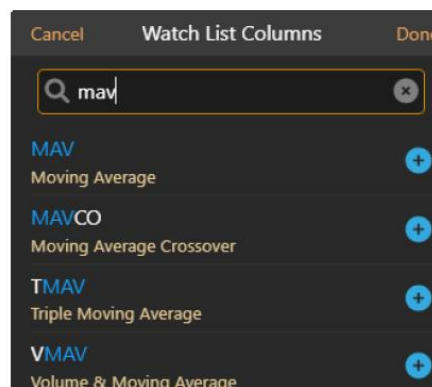 Cancel Watch List Columns Done
mav
MAV
Moving Average
MAVCO
Moving Average Crossover
TMAV
Triple Moving Average
VMAV
Volume & Moving Average